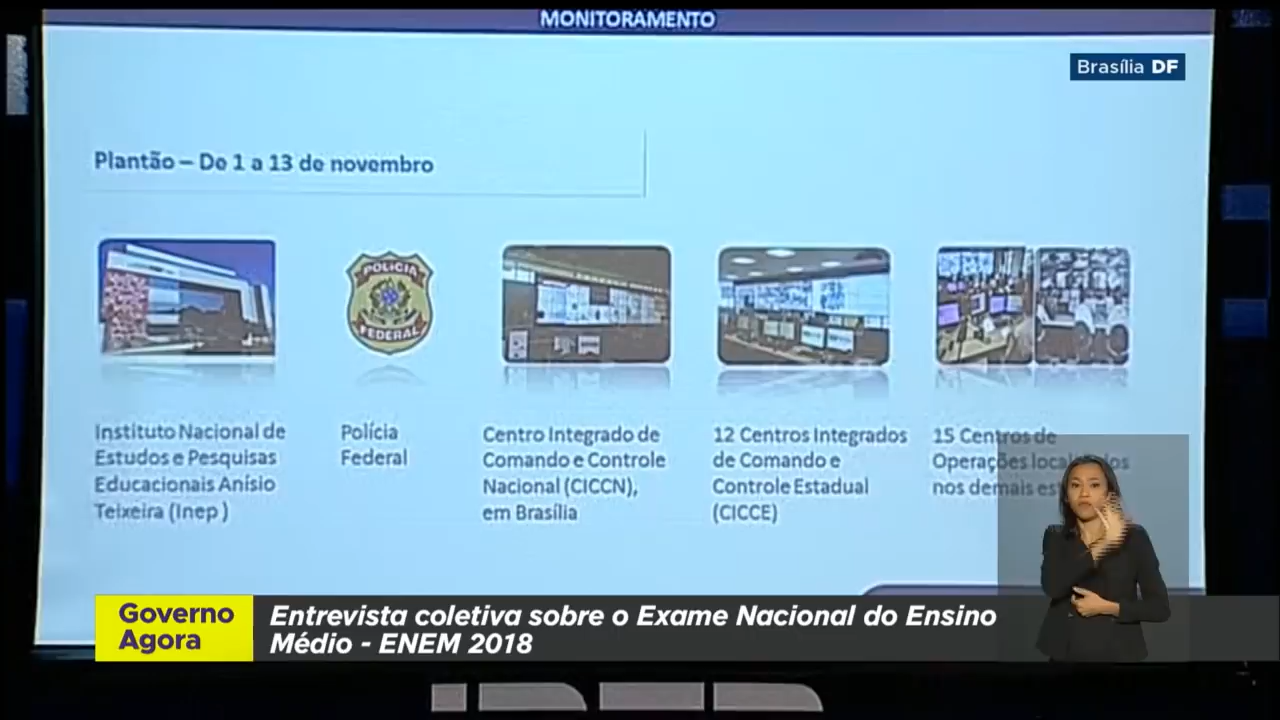 MONITORAMENTO
Brasília DF
Plantão – De 1 a 13 de novembro
POLÍCIA
FEDERAL
Instituto Nacional de
Estudos e Pesquisas
Educacionais Anísio
Teixeira (Inep )
Polícia
Federal
Centro Integrado de
Comando e Controle
Nacional (CICCN),
em Brasília
12 Centros Integrados
de Comando e
Controle Estadual
(CICCE)
15 Centros de
Operações
nos demais
Governo
Agora
Entrevista coletiva sobre o Exame Nacional do Ensino
Médio - ENEM 2018